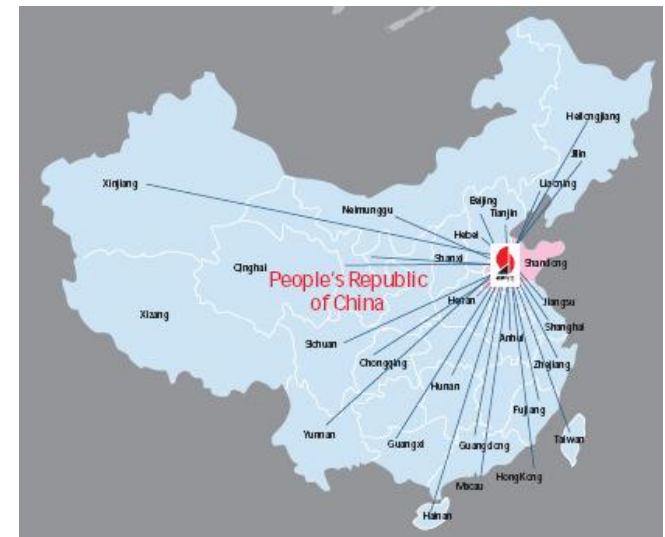 Heilongjiang
Jilin
Xinjiang
Liaoning
Beijing
Neimunggu
Tianjin
Hebei
Shanxi
Shandong
Qinghai
People's Republic
of China
Henan
Jiangsu
Xizang
Shanghai
Anhui
Sichuan
Chongqing
Zhejiang
Hunan
Fujiang
Yunnan
Guangxi
Guangdong
Taiwan
HongKong
Macau
Hainan